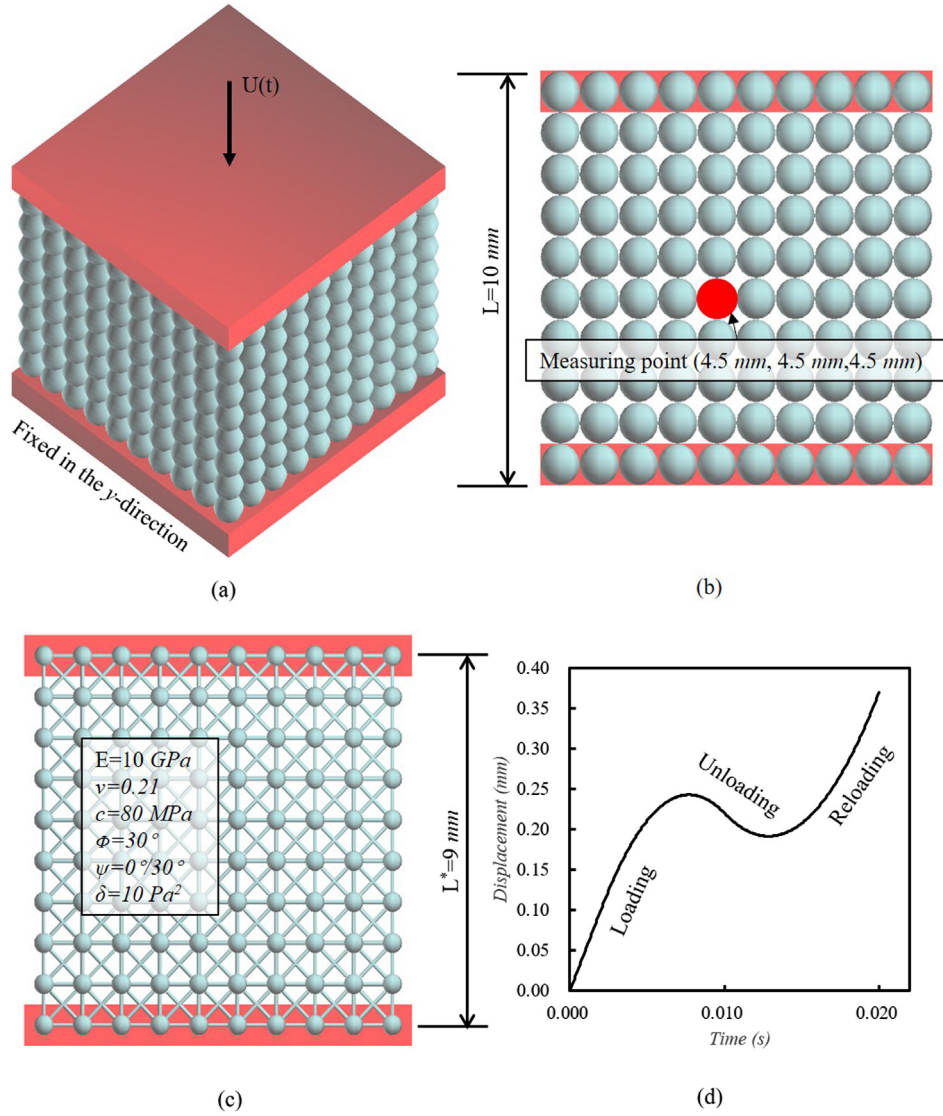 U(t)
Fixed in the y-direction
(a)
L=10 mm
Measuring point (4.5 mm, 4.5 mm,4.5 mm)
(b)
E=10 GPa
ν=0.21
c=80 MPa
Φ=30°
ψ=0°/30°
δ=10 Pa²
L*=9 mm
(c)
0.40
0.35
0.30
0.25
0.20
0.15
0.10
0.05
0.00
Displacement (mm)
Loading
Unloading
Reloading
0.000
0.010
0.020
Time (s)
(d)